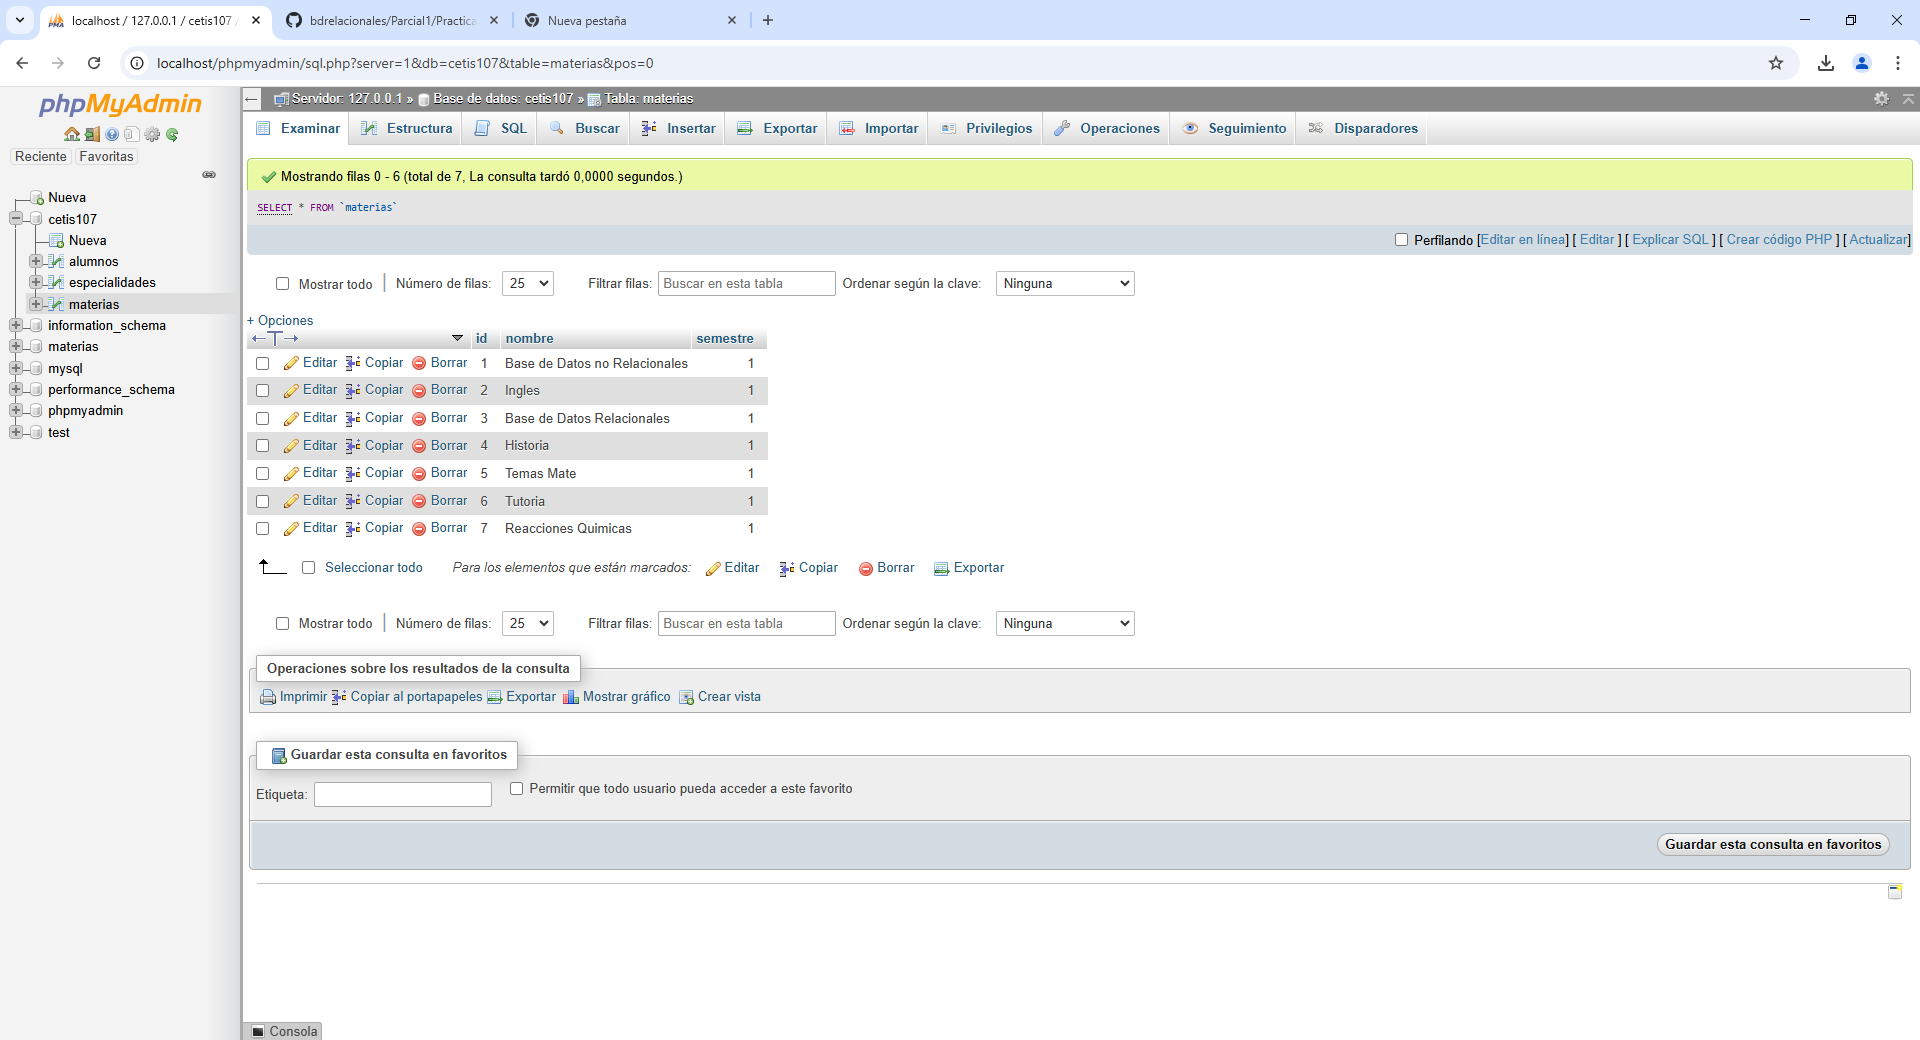 localhost / 127.0.0.1 / cetis107
bdrelacionales/Parcial1/Practica
Nueva pestaña
localhost/phpmyadmin/sql.php?server=1&db=cetis107&table=materias&pos=0
phpMyAdmin
Reciente Favoritas
Nueva
cetis107
Nueva
alumnos
especialidades
materias
information_schema
materias
mysql
performance_schema
phpmyadmin
test
Servidor: 127.0.0.1 » Base de datos: cetis107 » Tabla: materias
Examinar Estructura SQL Buscar Insertar Exportar Importar Privilegios Operaciones Seguimiento Disparadores
Mostrando filas 0 - 6 (total de 7, La consulta tardó 0,0000 segundos.)
SELECT * FROM `materias`
Perfilando [Editar en línea] [ Editar ] [ Explicar SQL ] [ Crear código PHP ] [ Actualizar]
Mostrar todo Número de filas: 25 Filtrar filas: Buscar en esta tabla Ordenar según la clave: Ninguna
+ Opciones
←T→ id nombre semestre
Editar Copiar Borrar 1 Base de Datos no Relacionales 1
Editar Copiar Borrar 2 Ingles 1
Editar Copiar Borrar 3 Base de Datos Relacionales 1
Editar Copiar Borrar 4 Historia 1
Editar Copiar Borrar 5 Temas Mate 1
Editar Copiar Borrar 6 Tutoria 1
Editar Copiar Borrar 7 Reacciones Quimicas 1
Seleccionar todo Para los elementos que están marcados: Editar Copiar Borrar Exportar
Mostrar todo Número de filas: 25 Filtrar filas: Buscar en esta tabla Ordenar según la clave: Ninguna
Operaciones sobre los resultados de la consulta
Imprimir Copiar al portapapeles Exportar Mostrar gráfico Crear vista
Guardar esta consulta en favoritos
Etiqueta: Permitir que todo usuario pueda acceder a este favorito
Guardar esta consulta en favoritos
Consola